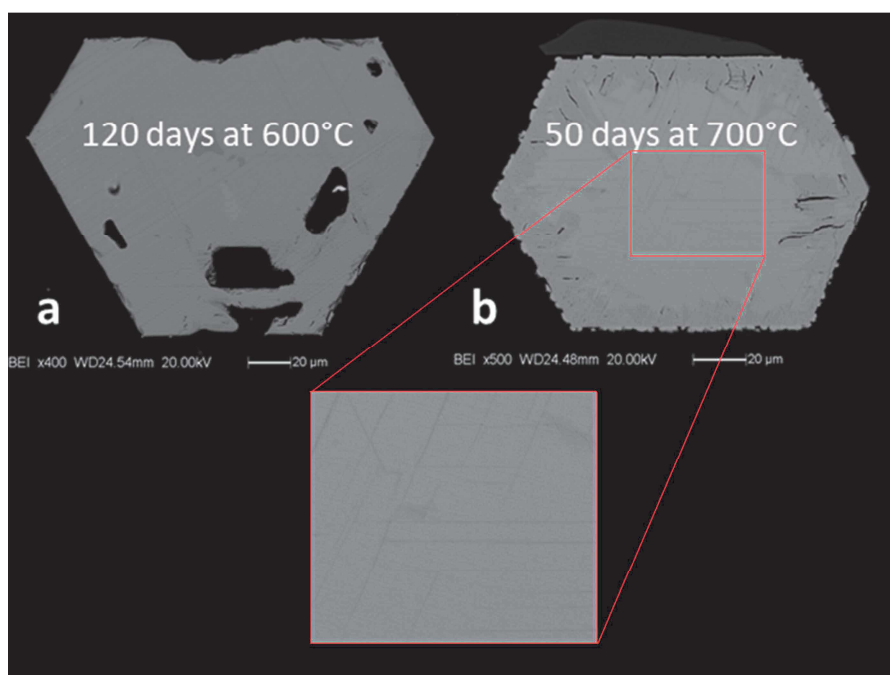 120 days at 600°C
50 days at 700°C
a
b
BEI x400 WD24.54mm 20.00kV 20 µm
BEI x500 WD24.48mm 20.00kV 20 µm